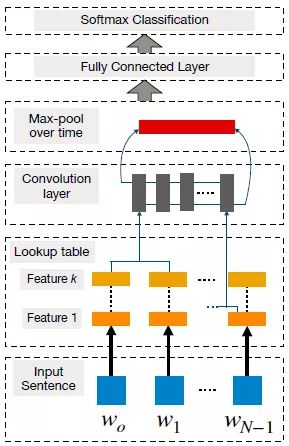 Softmax Classification
Fully Connected Layer
Max-pool
over time
Convolution
layer
Lookup table
Feature k
Feature 1
Input
Sentence
w_o w_1 w_{N-1}